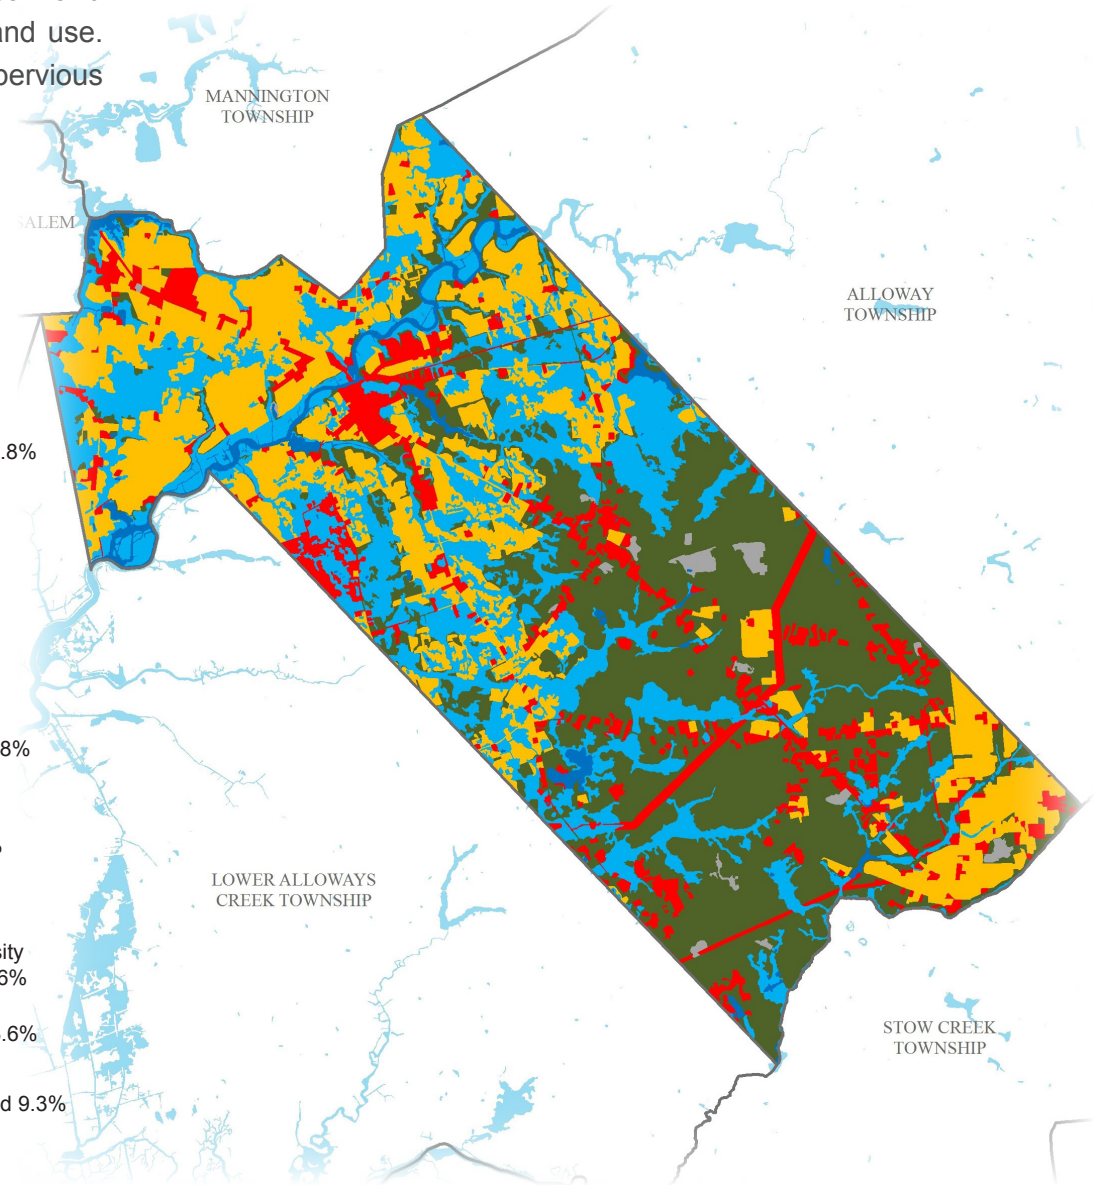 and use.
pervious
MANNINGTON
TOWNSHIP
SALEM
ALLOWAY
TOWNSHIP
.8%
8%
LOWER ALLOWAYS
CREEK TOWNSHIP
sity
6%
.6%
d 9.3%
STOW CREEK
TOWNSHIP